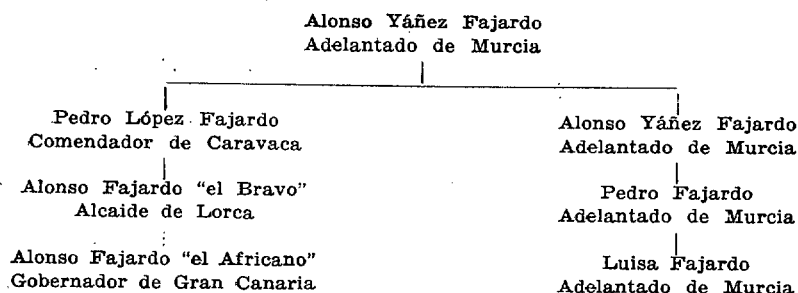 Alonso Yáñez Fajardo
Adelantado de Murcia
Pedro López Fajardo
Comendador de Caravaca
Alonso Fajardo "el Bravo"
Alcaide de Lorca
Alonso Fajardo "el Africano"
Gobernador de Gran Canaria
Alonso Yáñez Fajardo
Adelantado de Murcia
Pedro Fajardo
Adelantado de Murcia
Luisa Fajardo
Adelantado de Murcia